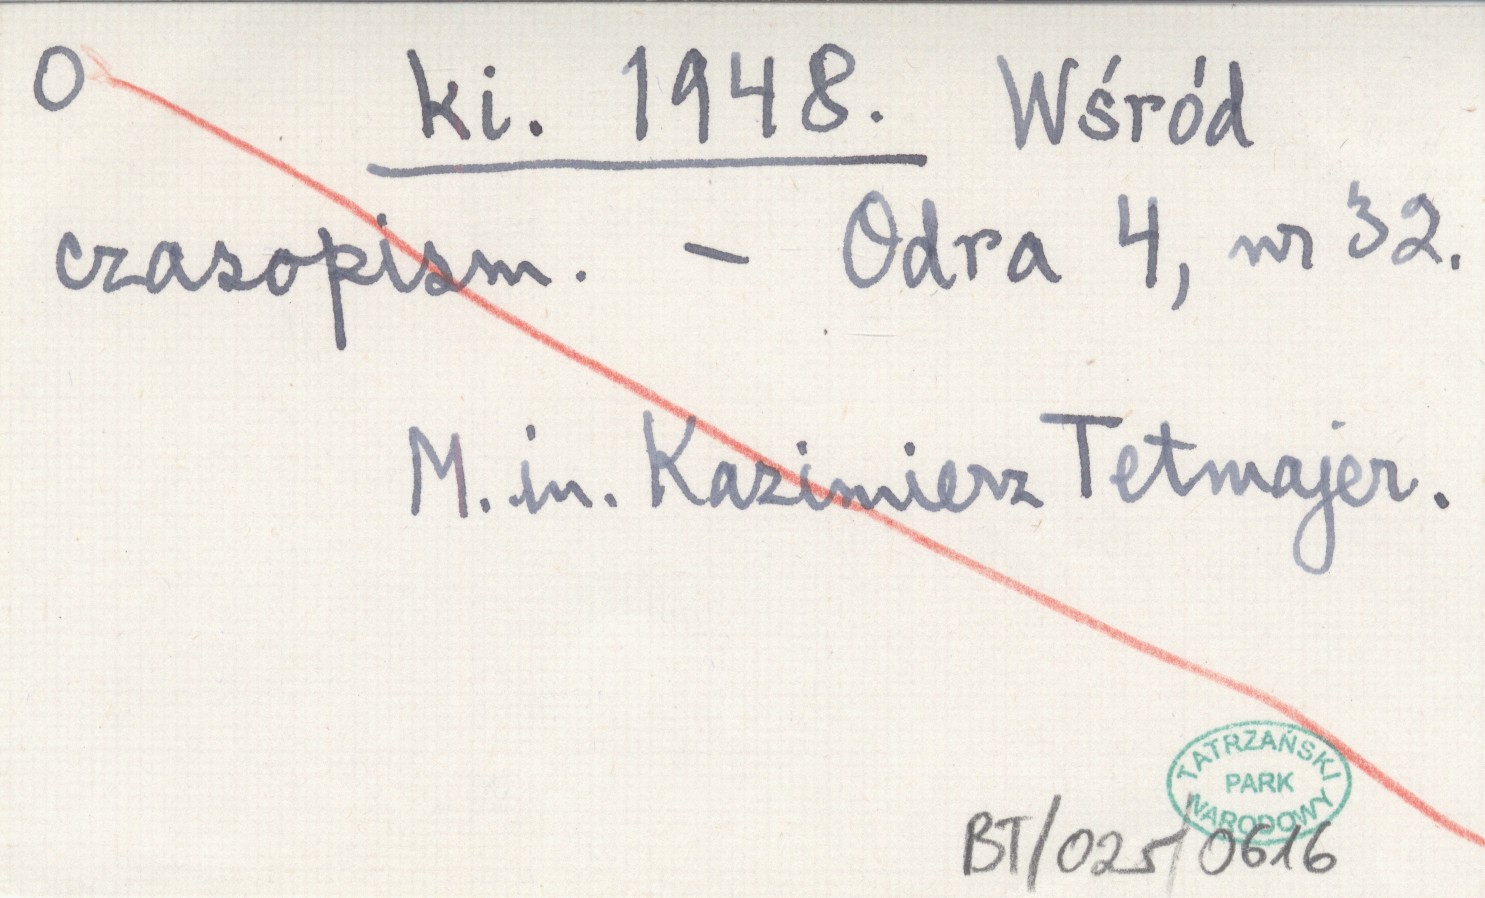 O ki. 1948. Wśród
czasopism. – Odra 4, nr 32.
M. in. Kazimierz Tetmajer.
TATRZAŃSKI
PARK
NARODOWY
BT/025/0616